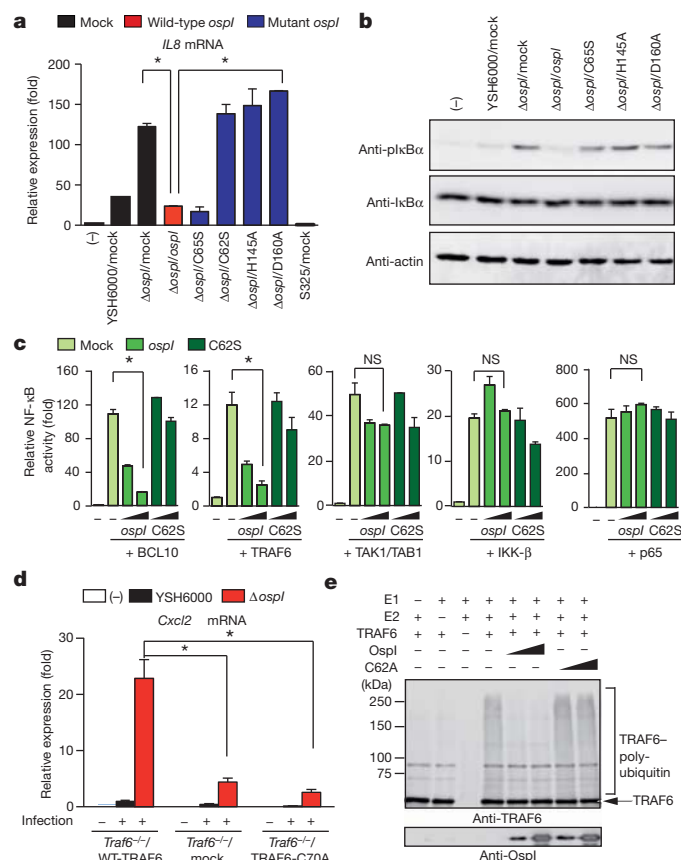 a
Mock Wild-type ospI Mutant ospI
IL8 mRNA
Relative expression (fold)
200
150
100
50
0
* *
(–)
YSH6000/mock
ΔospI/mock
ΔospI/ospI
ΔospI/C65S
ΔospI/C62S
ΔospI/H145A
ΔospI/D160A
S325/mock
b
(–)
YSH6000/mock
ΔospI/mock
ΔospI/ospI
ΔospI/C65S
ΔospI/H145A
ΔospI/D160A
Anti-pIκBα
Anti-IκBα
Anti-actin
c
Mock ospI C62S
Relative NF-κB
activity (fold)
160
120
80
40
0
*
– –
ospI C62S
+ BCL10
16
12
8
4
0
*
– –
ospI C62S
+ TRAF6
60
40
20
0
NS
– –
ospI C62S
+ TAK1/TAB1
30
20
10
0
NS
– –
ospI C62S
+ IKK-β
800
600
400
200
0
NS
– –
ospI C62S
+ p65
d
(–) YSH6000 ΔospI
Cxcl2 mRNA
Relative expression (fold)
30
20
10
0
*
*
Infection – + + – + + – + +
Traf6–/–/ Traf6–/–/ Traf6–/–/
WT-TRAF6 mock TRAF6-C70A
e
E1 – + + + + + + +
E2 + – + + + + + +
TRAF6 + + – + + + + +
OspI – – – – – –
C62A – – – – – –
(kDa)
250
150
100
75
TRAF6–
poly-
ubiquitin
TRAF6
Anti-TRAF6
Anti-OspI